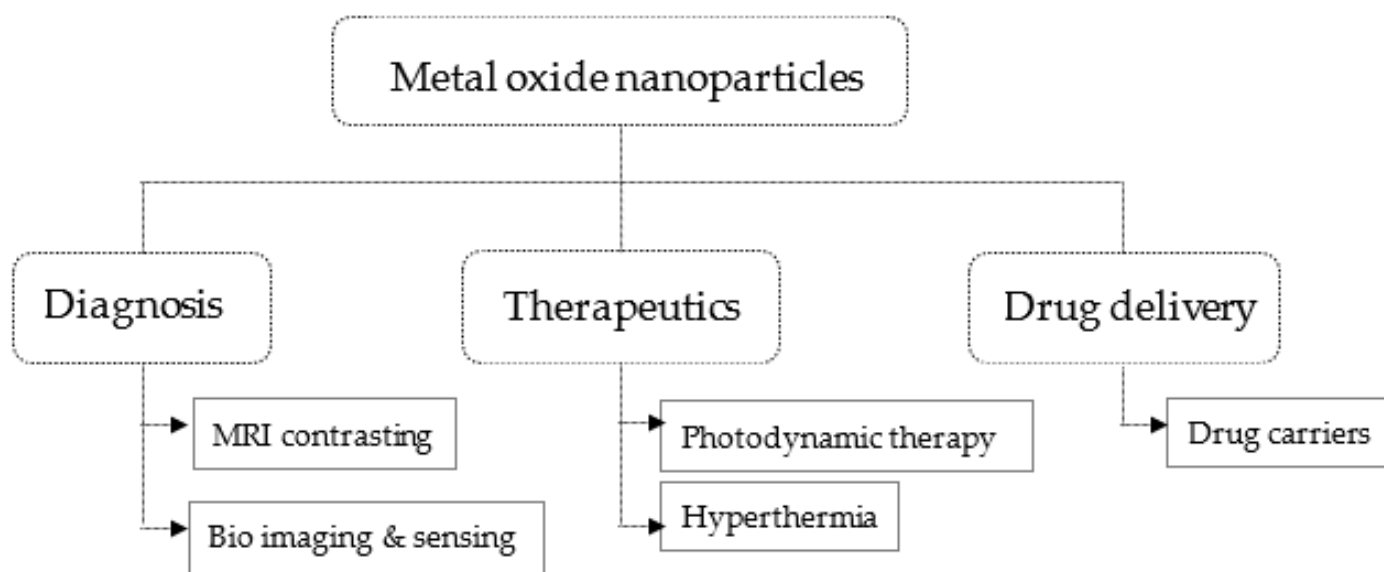 Metal oxide nanoparticles
Diagnosis
Therapeutics
Drug delivery
MRI contrasting
Bio imaging & sensing
Photodynamic therapy
Hyperthermia
Drug carriers